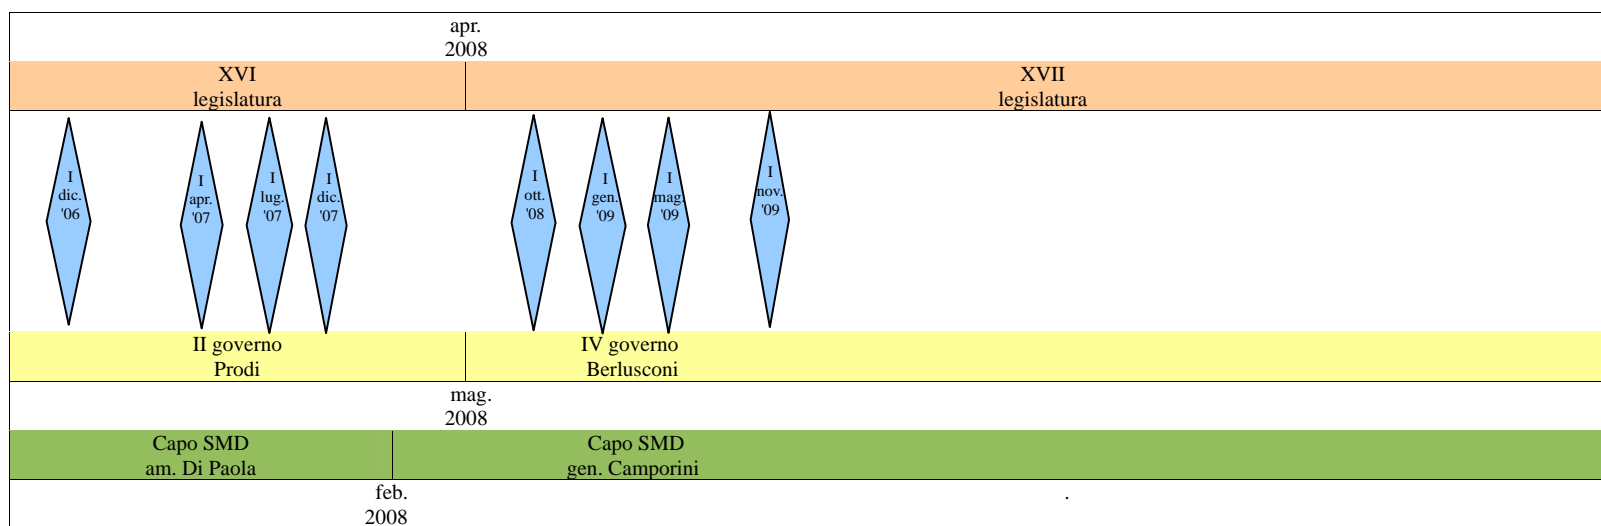 apr.
2008
XVI
legislatura
XVII
legislatura
I
dic.
'06
I
apr.
'07
I
lug.
'07
I
dic.
'07
I
ott.
'08
I
gen.
'09
I
mag.
'09
I
nov.
'09
II governo
Prodi
IV governo
Berlusconi
mag.
2008
Capo SMD
am. Di Paola
Capo SMD
gen. Camporini
feb.
2008
.